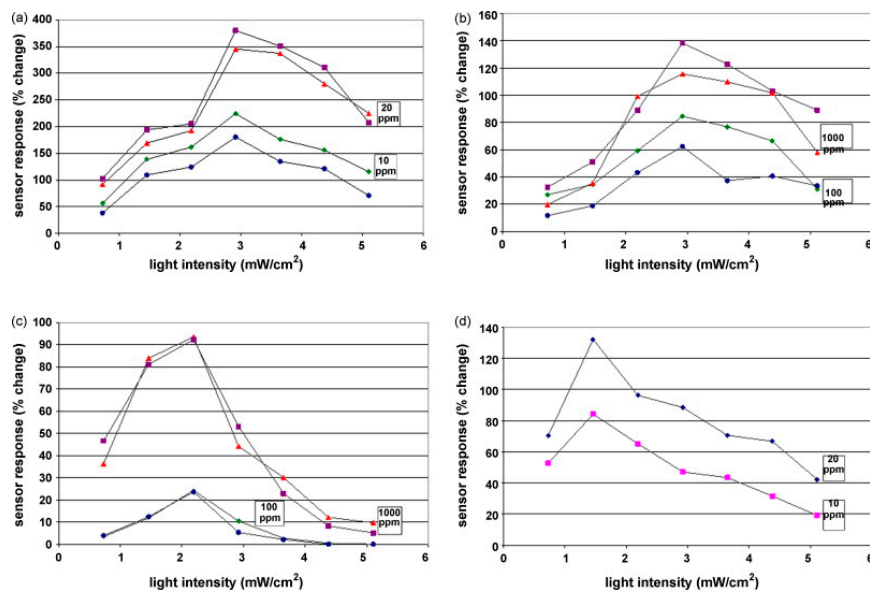 (a)
400
350
300
250
200
150
100
50
0
sensor response (% change)
20
ppm
10
ppm
0 1 2 3 4 5 6
light intensity (mW/cm²)
(b)
160
140
120
100
80
60
40
20
0
sensor response (% change)
1000
ppm
100
ppm
0 1 2 3 4 5 6
light intensity (mW/cm²)
(c)
100
90
80
70
60
50
40
30
20
10
0
sensor response (% change)
100
ppm
1000
ppm
0 1 2 3 4 5 6
light intensity (mW/cm²)
(d)
140
120
100
80
60
40
20
0
sensor response (% change)
20
ppm
10
ppm
0 1 2 3 4 5 6
light intensity (mW/cm²)